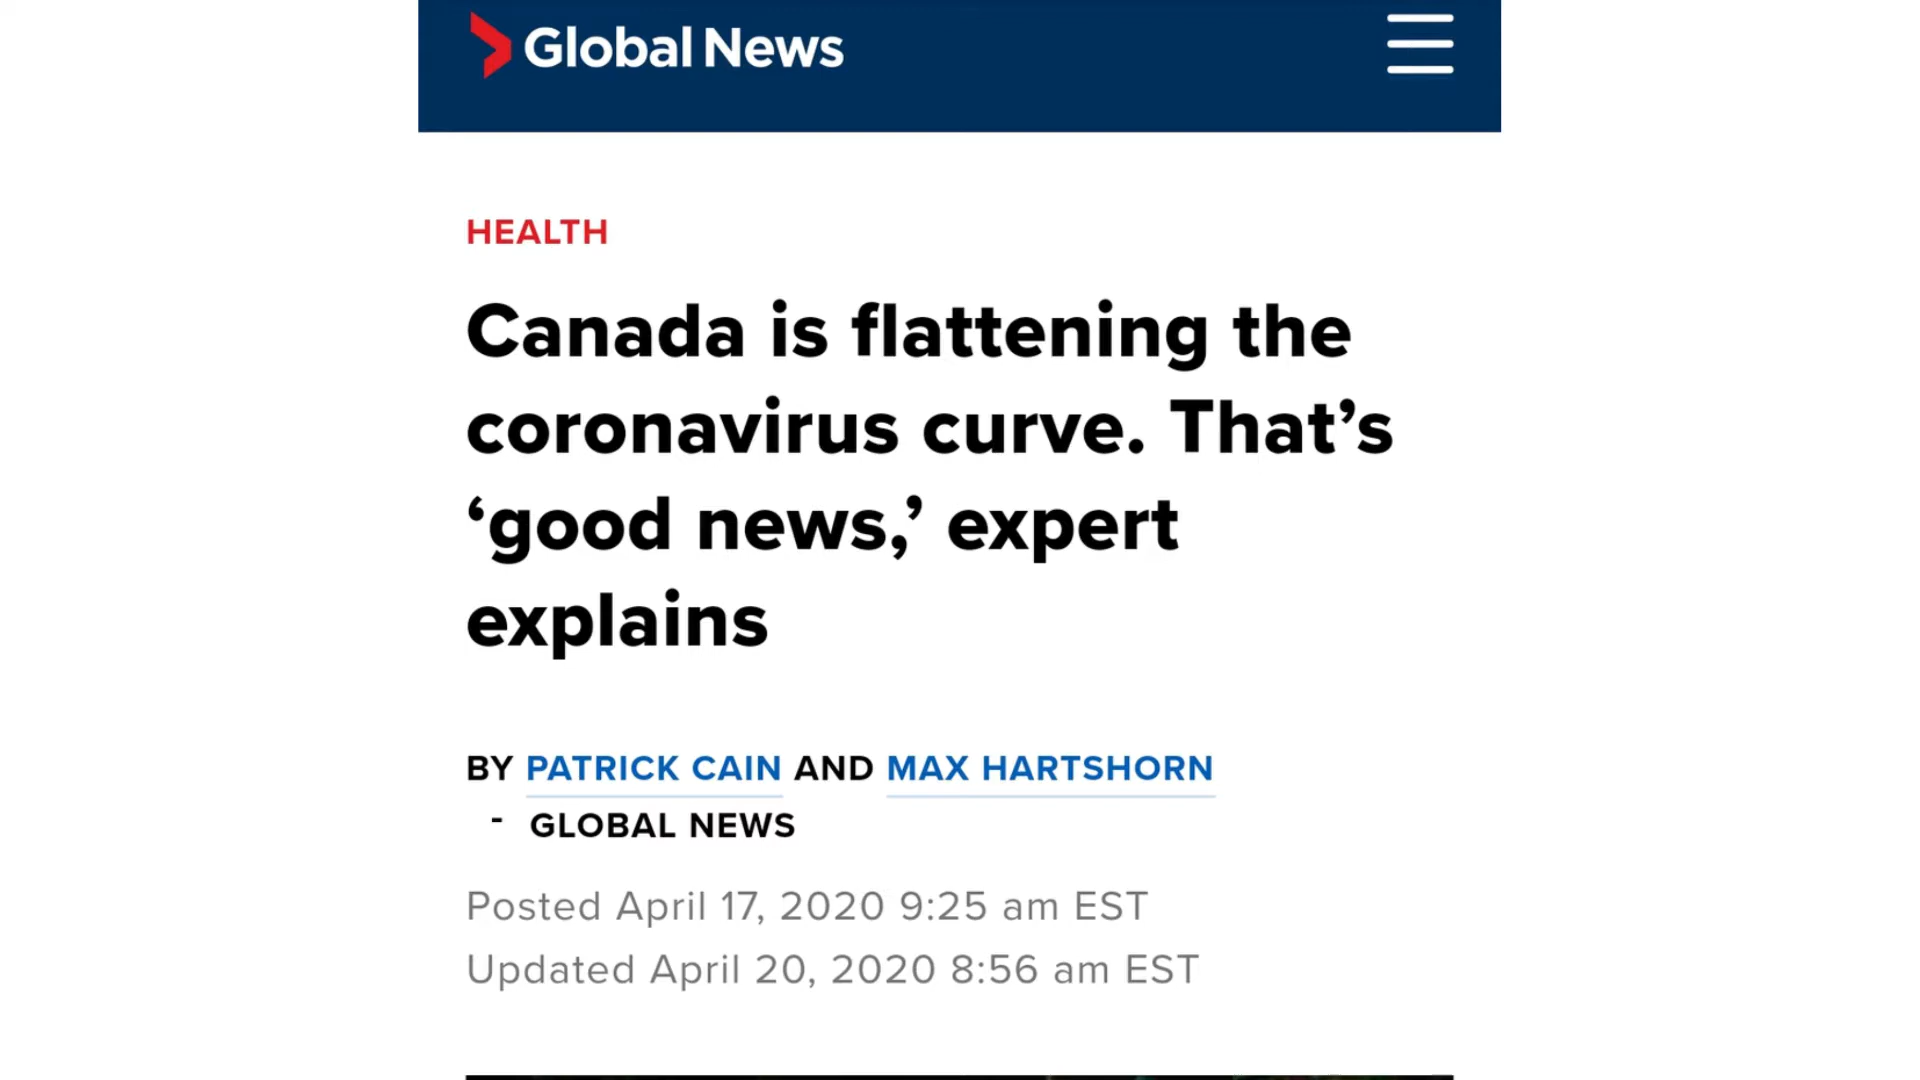 Global News
HEALTH
Canada is flattening the
coronavirus curve. That’s
‘good news,’ expert
explains
BY PATRICK CAIN AND MAX HARTSHORN
- GLOBAL NEWS
Posted April 17, 2020 9:25 am EST
Updated April 20, 2020 8:56 am EST